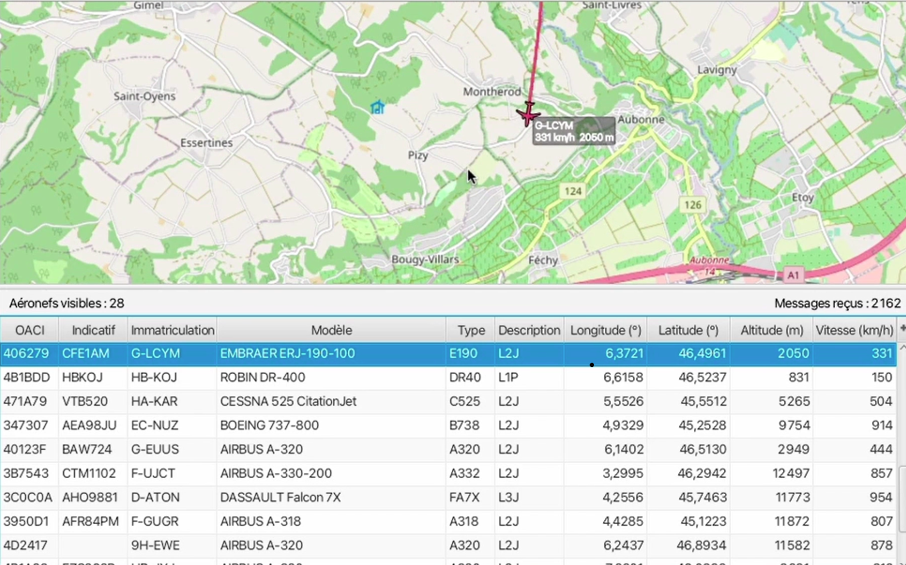 Gimel
Saint-Livres
Lavigny
Saint-Oyens
Montherod
Aubonne
G-LCYM
331 km/h 2050 m
Essertines
Pizy
124
126
Etoy
Bougy-Villars
Féchy
Aubonne
14
A1
Aéronefs visibles : 28 Messages reçus : 2162
OACI Indicatif Immatriculation Modèle Type Description Longitude (°) Latitude (°) Altitude (m) Vitesse (km/h)
406279 CFE1AM G-LCYM EMBRAER ERJ-190-100 E190 L2J 6,3721 46,4961 2050 331
4B1BDD HBKOJ HB-KOJ ROBIN DR-400 DR40 L1P 6,6158 46,5237 831 150
471A79 VTB520 HA-KAR CESSNA 525 CitationJet C525 L2J 5,5526 45,5512 5265 504
347307 AEA98JU EC-NUZ BOEING 737-800 B738 L2J 4,9329 45,2528 9754 914
40123F BAW724 G-EUUS AIRBUS A-320 A320 L2J 6,1402 46,5130 2949 444
3B7543 CTM1102 F-UJCT AIRBUS A-330-200 A332 L2J 3,2995 46,2942 12497 857
3C0C0A AHO9881 D-ATON DASSAULT Falcon 7X FA7X L3J 4,2556 45,7463 11773 954
3950D1 AFR84PM F-GUGR AIRBUS A-318 A318 L2J 4,4285 45,1223 11872 807
4D2417 9H-EWE AIRBUS A-320 A320 L2J 6,2437 46,8934 11582 878